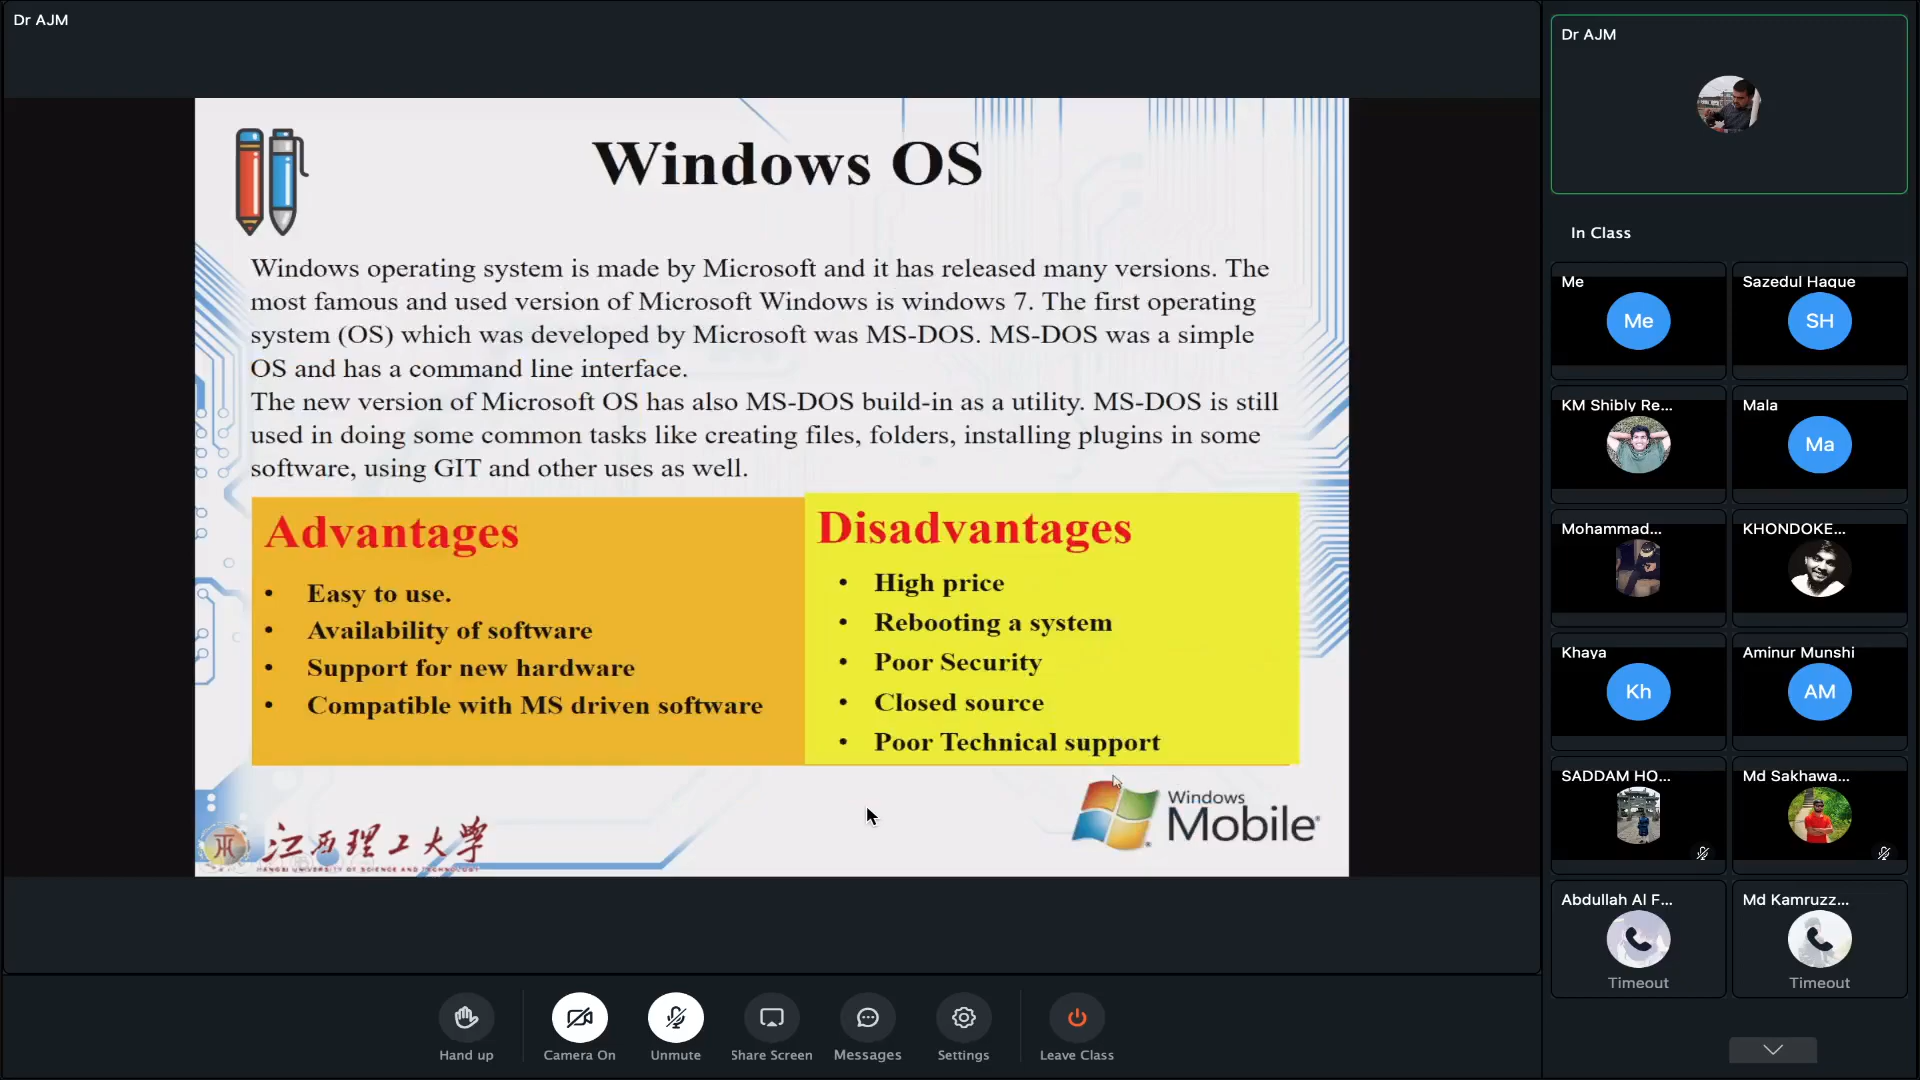 Dr AJM
Windows OS
Windows operating system is made by Microsoft and it has released many versions. The
most famous and used version of Microsoft Windows is windows 7. The first operating
system (OS) which was developed by Microsoft was MS-DOS. MS-DOS was a simple
OS and has a command line interface.
The new version of Microsoft OS has also MS-DOS build-in as a utility. MS-DOS is still
used in doing some common tasks like creating files, folders, installing plugins in some
software, using GIT and other uses as well.
Advantages
• Easy to use.
• Availability of software
• Support for new hardware
• Compatible with MS driven software
Disadvantages
• High price
• Rebooting a system
• Poor Security
• Closed source
• Poor Technical support
江西理工大学
JIANGXI UNIVERSITY OF SCIENCE AND TECHNOLOGY
Windows
Mobile®
Hand up
Camera On
Unmute
Share Screen
Messages
Settings
Leave Class
Dr AJM
In Class
Me
Me
Sazedul Haque
SH
KM Shibly Re...
Mala
Ma
Mohammad...
KHONDOKE...
Khaya
Kh
Aminur Munshi
AM
SADDAM HO...
Md Sakhawa...
Abdullah Al F...
Timeout
Md Kamruzz...
Timeout